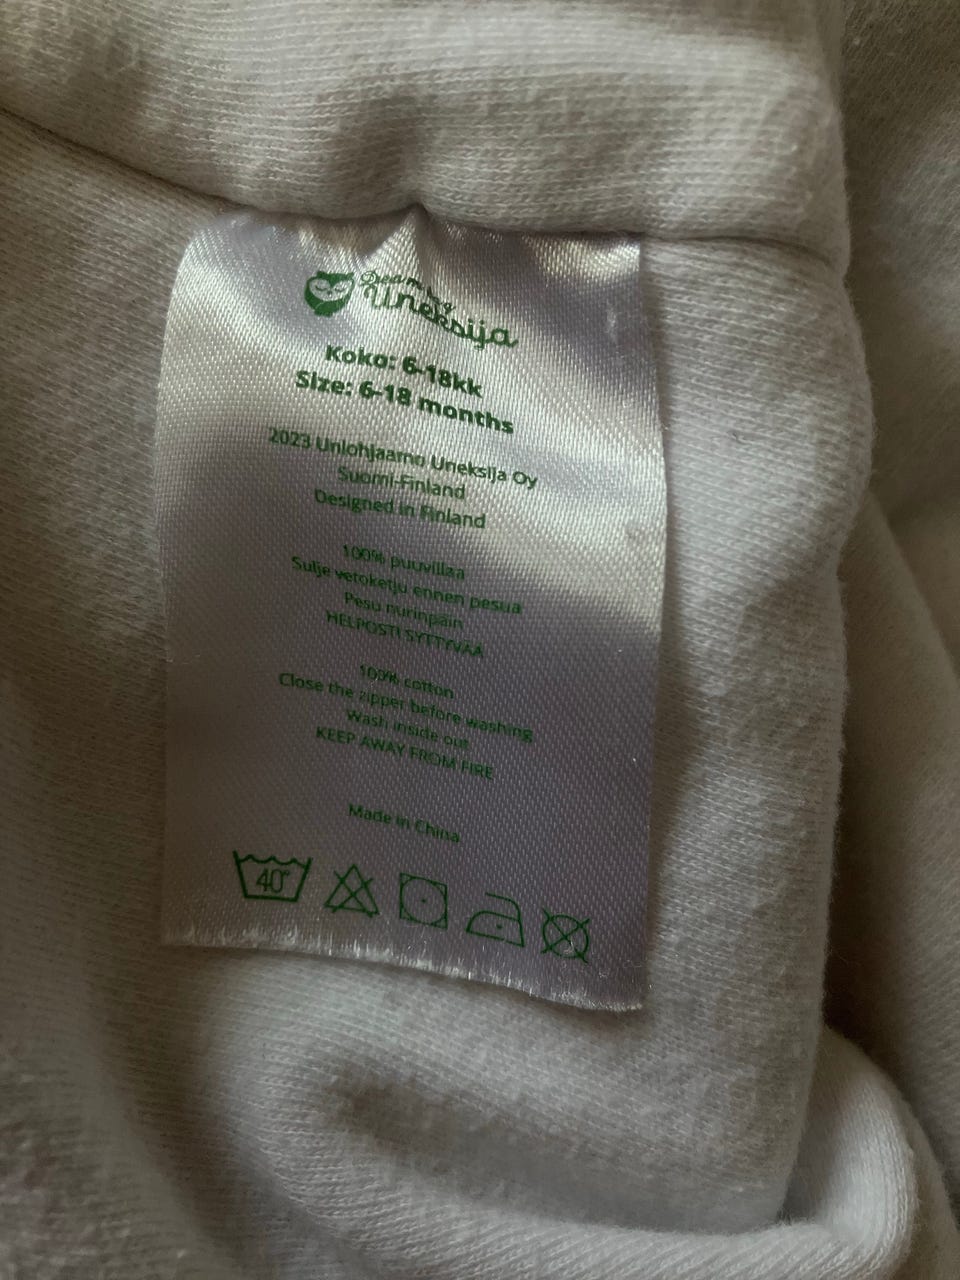 Uneksija
Koko: 6-18kk
Size: 6-18 months
2023 Uniohjaamo Uneksija Oy
Suomi-Finland
Designed in Finland
100% puuvillaa
Sulje vetoketju ennen pesua
Pesu nurinpäin
HELPOSTI SYTTYVÄÄ
100% cotton
Close the zipper before washing
Wash inside out
KEEP AWAY FROM FIRE
Made in China
40°